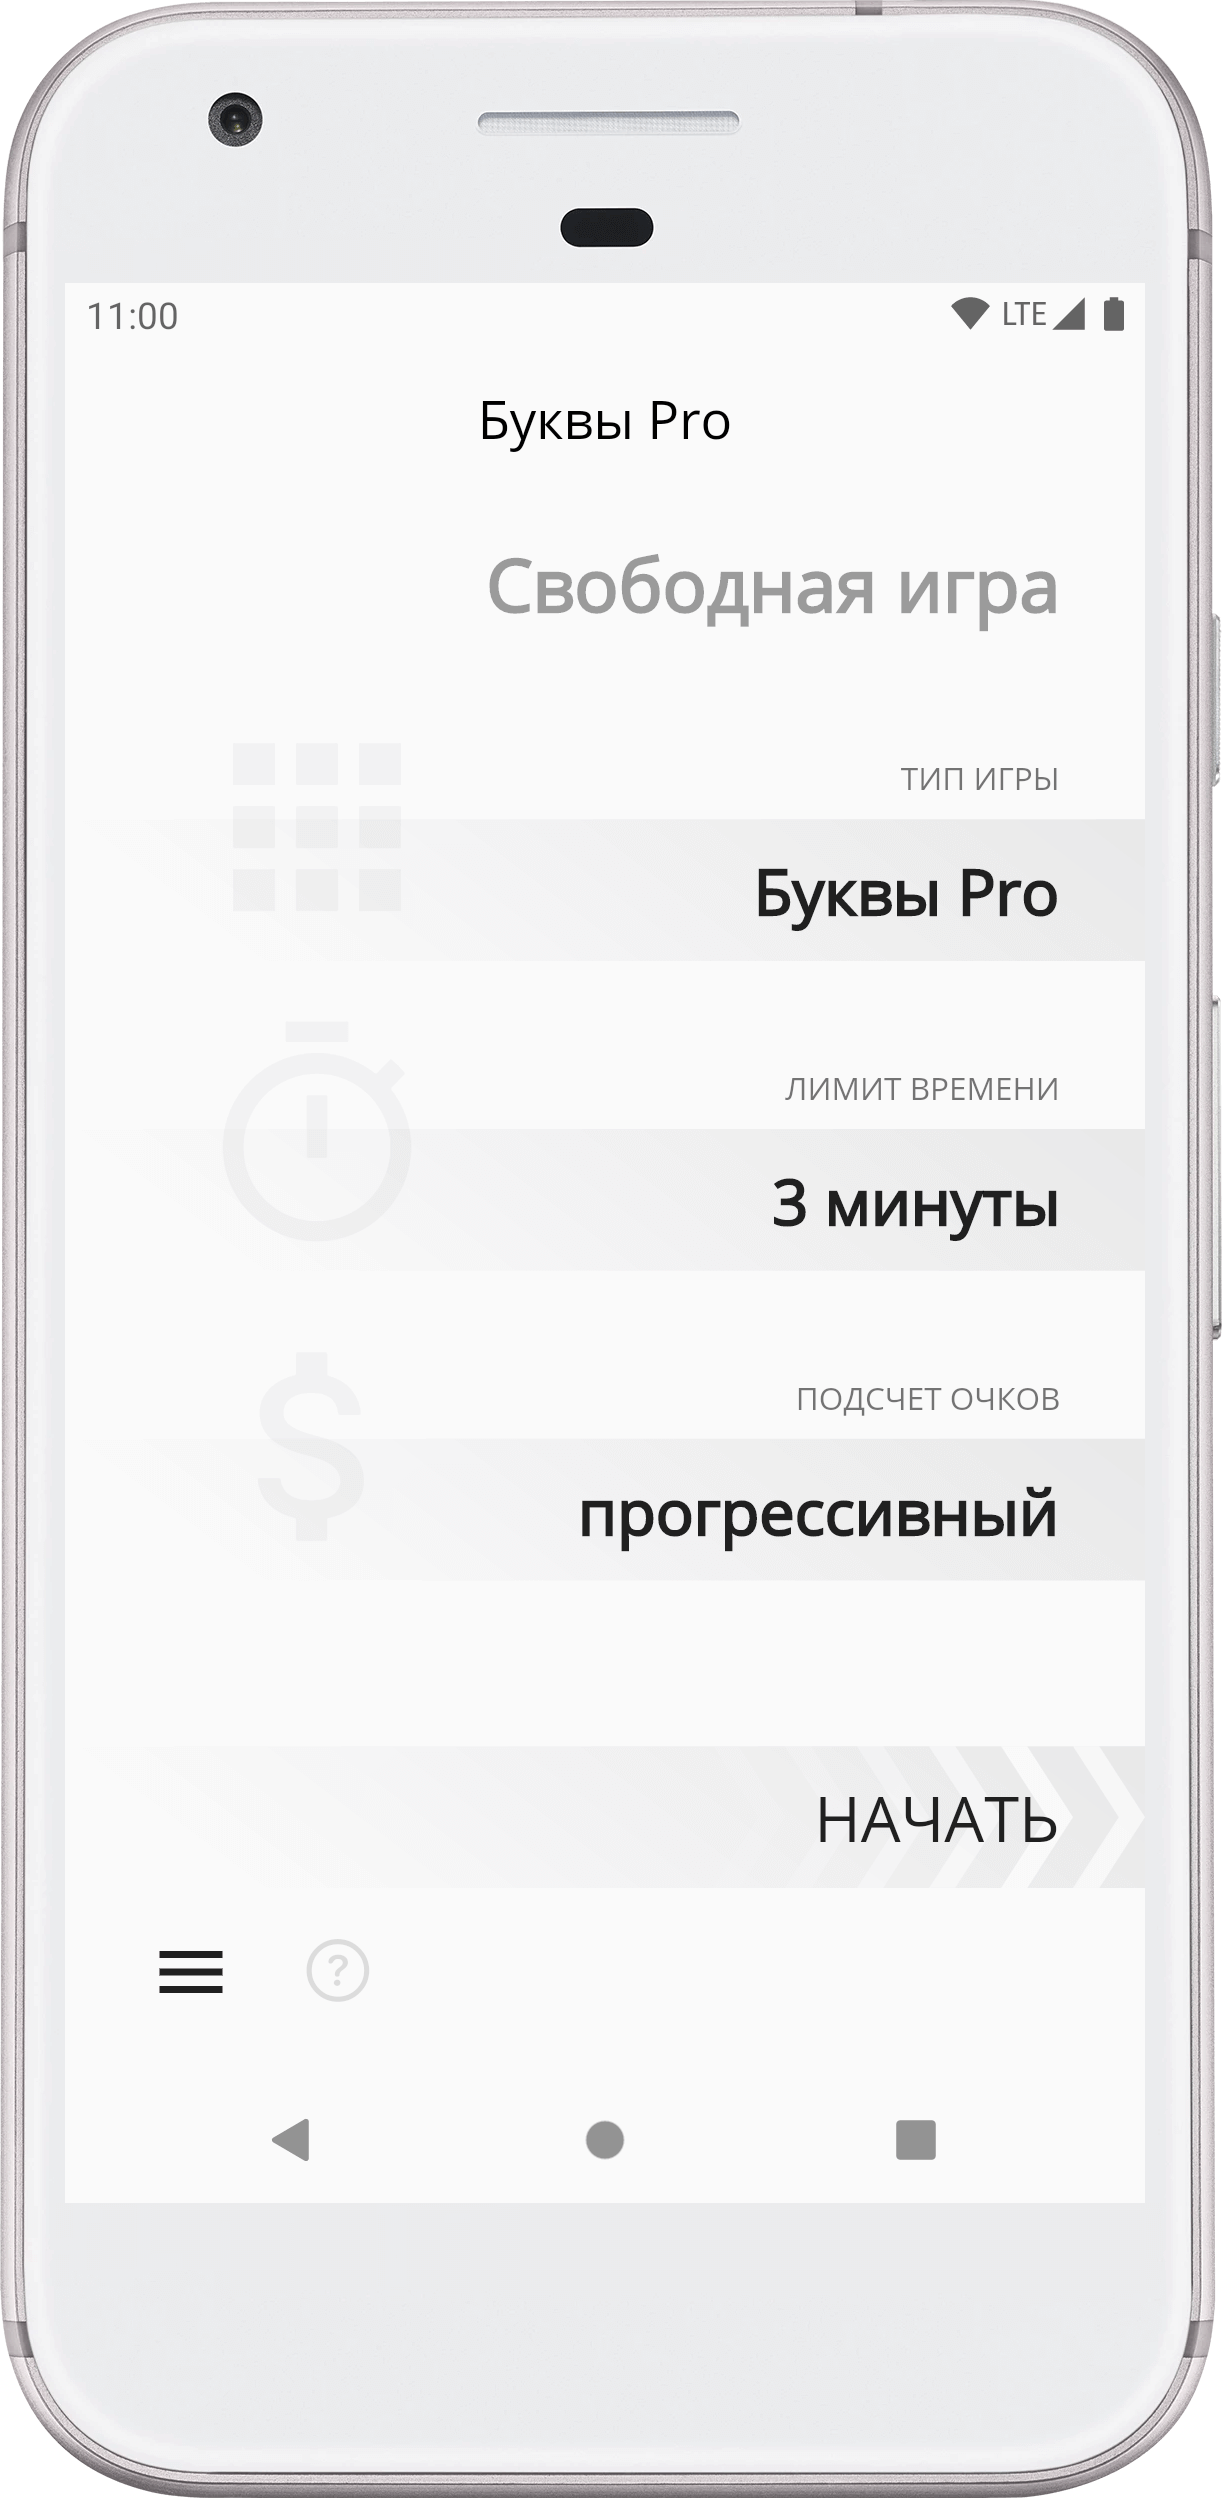 11:00 LTE
Буквы Pro
Свободная игра
ТИП ИГРЫ
Буквы Pro
ЛИМИТ ВРЕМЕНИ
3 минуты
$
ПОДСЧЕТ ОЧКОВ
прогрессивный
НАЧАТЬ
?